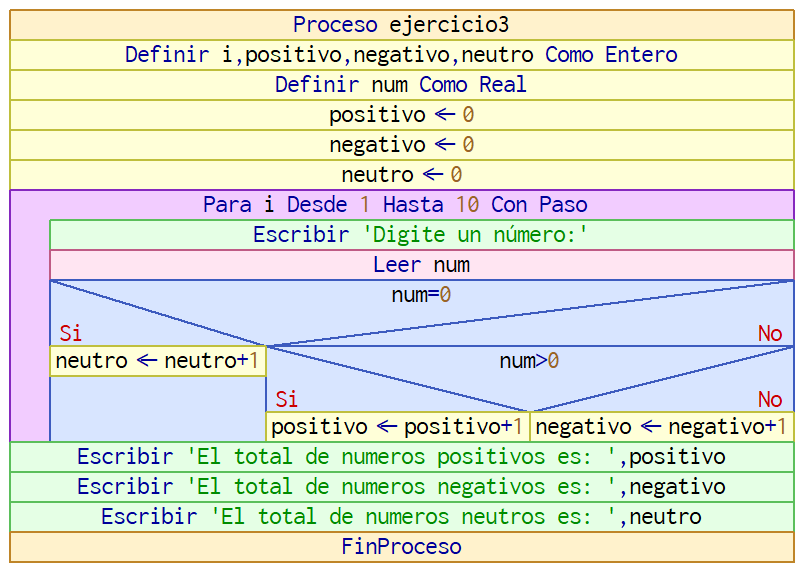 Proceso ejercicio3
Definir i,positivo,negativo,neutro Como Entero
Definir num Como Real
positivo ← 0
negativo ← 0
neutro ← 0
Para i Desde 1 Hasta 10 Con Paso
Escribir 'Digite un número:'
Leer num
num=0
Si No
neutro ← neutro+1
num>0
Si No
positivo ← positivo+1 negativo ← negativo+1
Escribir 'El total de numeros positivos es: ',positivo
Escribir 'El total de numeros negativos es: ',negativo
Escribir 'El total de numeros neutros es: ',neutro
FinProceso